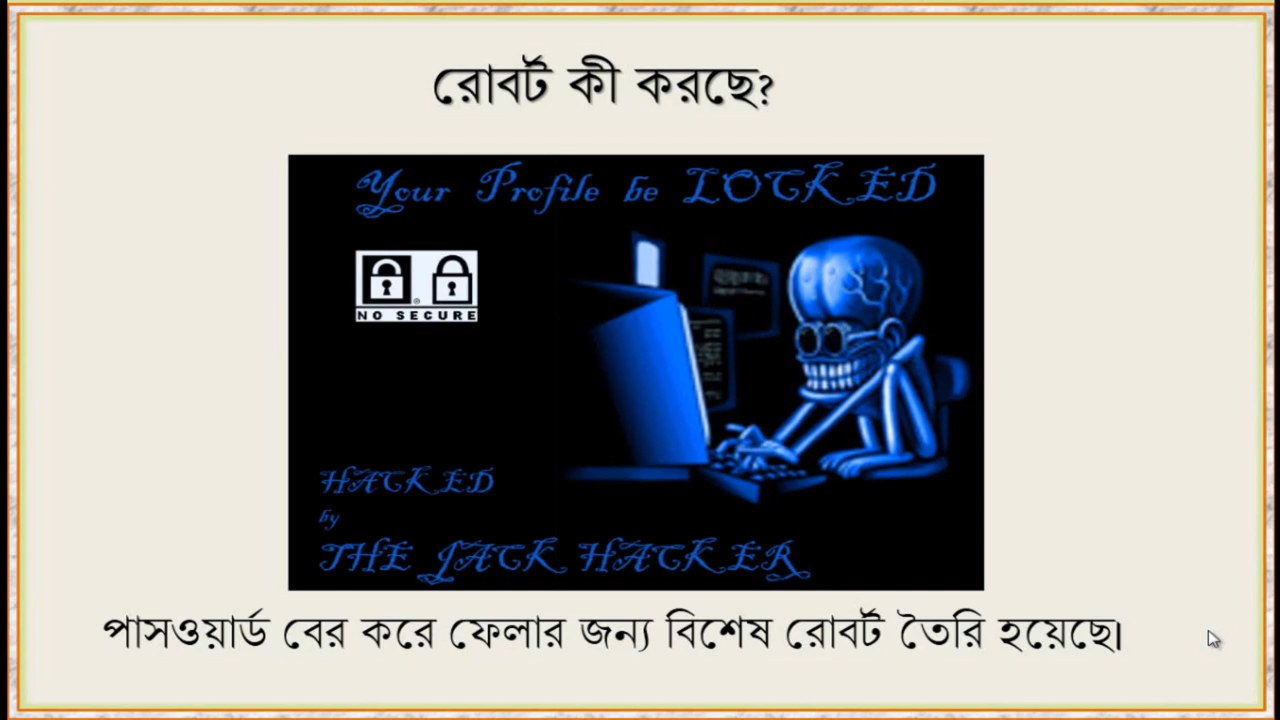 রোবর্ট কী করছে?
Your Profile be LOCKED
NO SECURE
HACKED
by
THE JACK HACKER
পাসওয়ার্ড বের করে ফেলার জন্য বিশেষ রোবর্ট তৈরি হয়েছে।